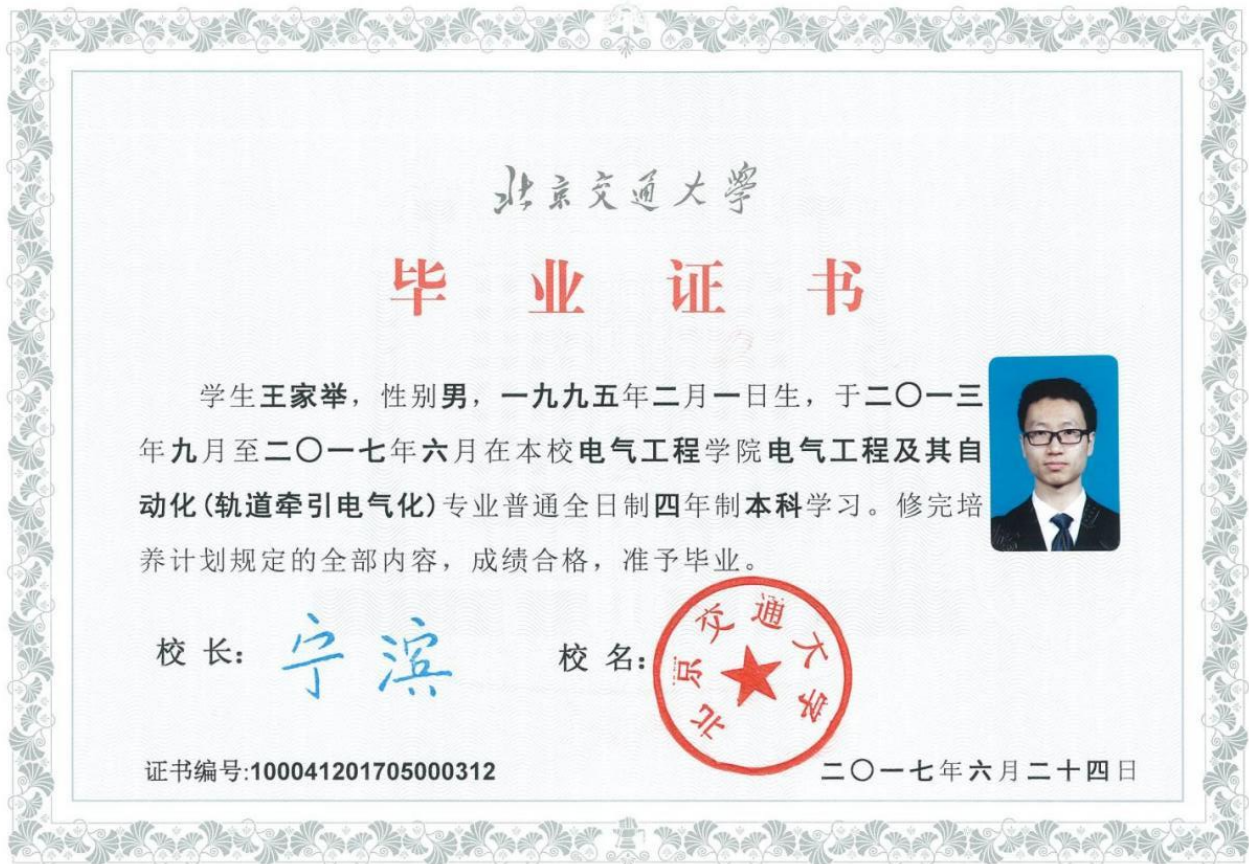 北京交通大学
毕业证书
学生王家举，性别男，一九九五年二月一日生，于二〇一三
年九月至二〇一七年六月在本校电气工程学院电气工程及其自
动化(轨道牵引电气化)专业普通全日制四年制本科学习。修完培
养计划规定的全部内容，成绩合格，准予毕业。
校 长: 宁滨 校 名: 北京交通大学
证书编号:100041201705000312 二〇一七年六月二十四日